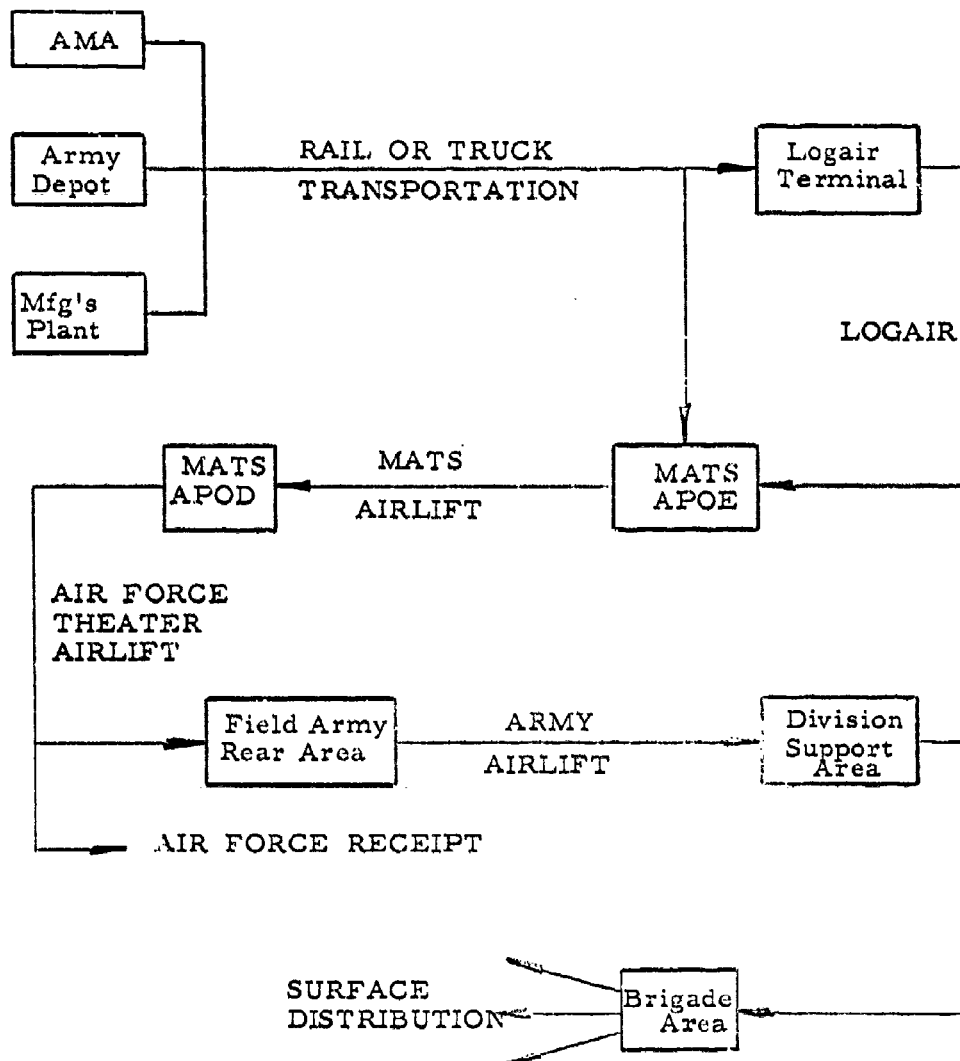 AMA
Army
Depot
Mfg's
Plant
RAIL OR TRUCK
TRANSPORTATION
Logair
Terminal
LOGAIR
MATS
APOD
MATS
AIRLIFT
MATS
APOE
AIR FORCE
THEATER
AIRLIFT
Field Army
Rear Area
ARMY
AIRLIFT
Division
Support
Area
AIR FORCE RECEIPT
SURFACE
DISTRIBUTION
Brigade
Area